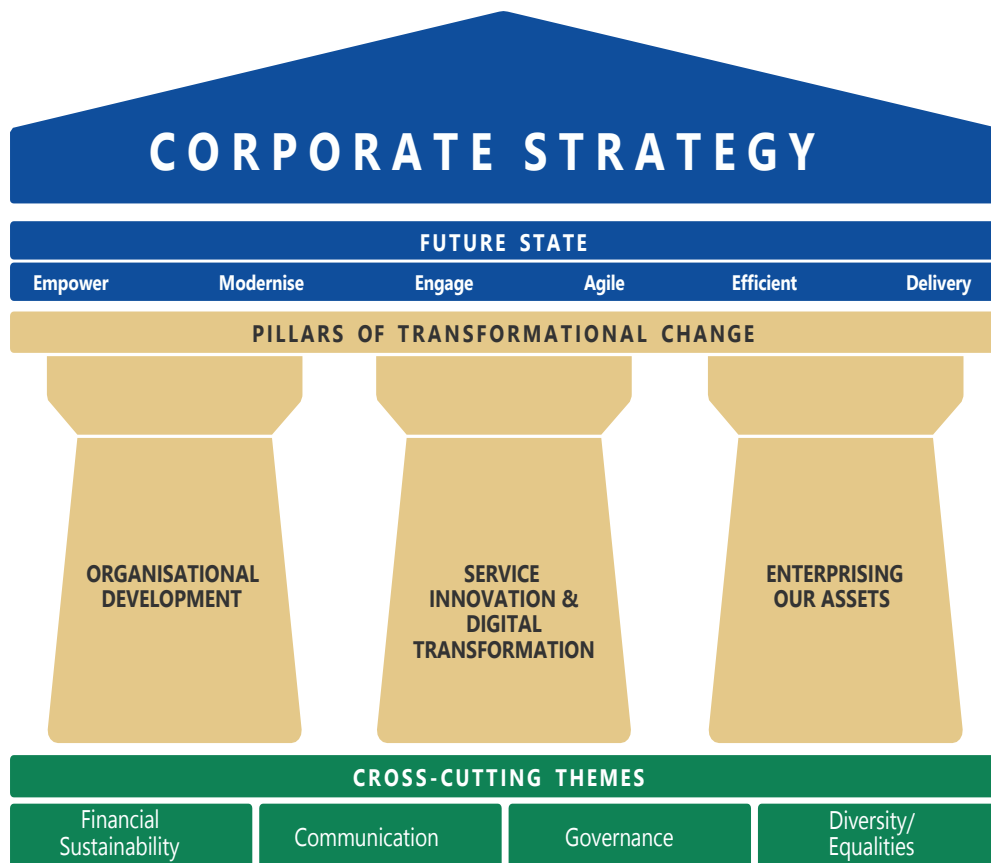 CORPORATE STRATEGY
FUTURE STATE
Empower Modernise Engage Agile Efficient Delivery
PILLARS OF TRANSFORMATIONAL CHANGE
ORGANISATIONAL
DEVELOPMENT
SERVICE
INNOVATION &
DIGITAL
TRANSFORMATION
ENTERPRISING
OUR ASSETS
CROSS-CUTTING THEMES
Financial
Sustainability
Communication
Governance
Diversity/
Equalities